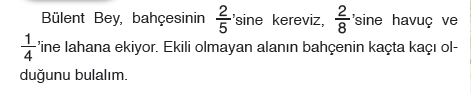 Bülent Bey, bahçesinin 2/5'sine kereviz, 2/8'sine havuç ve
1/4'ine lahana ekiyor. Ekili olmayan alanın bahçenin kaçta kaçı ol-
duğunu bulalım.